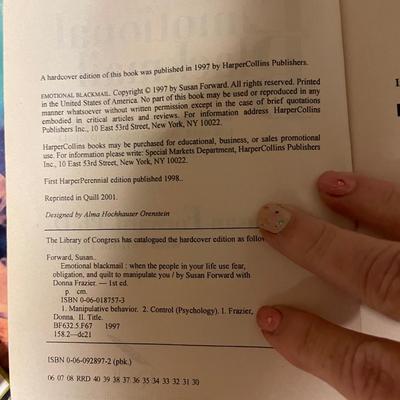 A hardcover edition of this book was published in 1997 by HarperCollins Publishers.
EMOTIONAL BLACKMAIL. Copyright © 1997 by Susan Forward. All rights reserved. Printed
in the United States of America. No part of this book may be used or reproduced in any
manner whatsoever without written permission except in the case of brief quotations
embodied in critical articles and reviews. For information address HarperCollins
Publishers Inc., 10 East 53rd Street, New York, NY 10022.
HarperCollins books may be purchased for educational, business, or sales promotional
use. For information please write: Special Markets Department, HarperCollins Publishers
Inc., 10 East 53rd Street, New York, NY 10022.
First HarperPerennial edition published 1998..
Reprinted in Quill 2001.
Designed by Alma Hochhauser Orenstein
The Library of Congress has catalogued the hardcover edition as follow
Forward, Susan..
Emotional blackmail : when the people in your life use fear,
obligation, and quilt to manipulate you / by Susan Forward with
Donna Frazier. — 1st ed.
p. cm.
ISBN 0-06-018757-3
1. Manipulative behavior. 2. Control (Psychology). I. Frazier,
Donna. II. Title.
BF632.5.F67 1997
158.2—dc21
ISBN 0-06-092897-2 (pbk.)
06 07 08 RRD 40 39 38 37 36 35 34 33 32 31 30